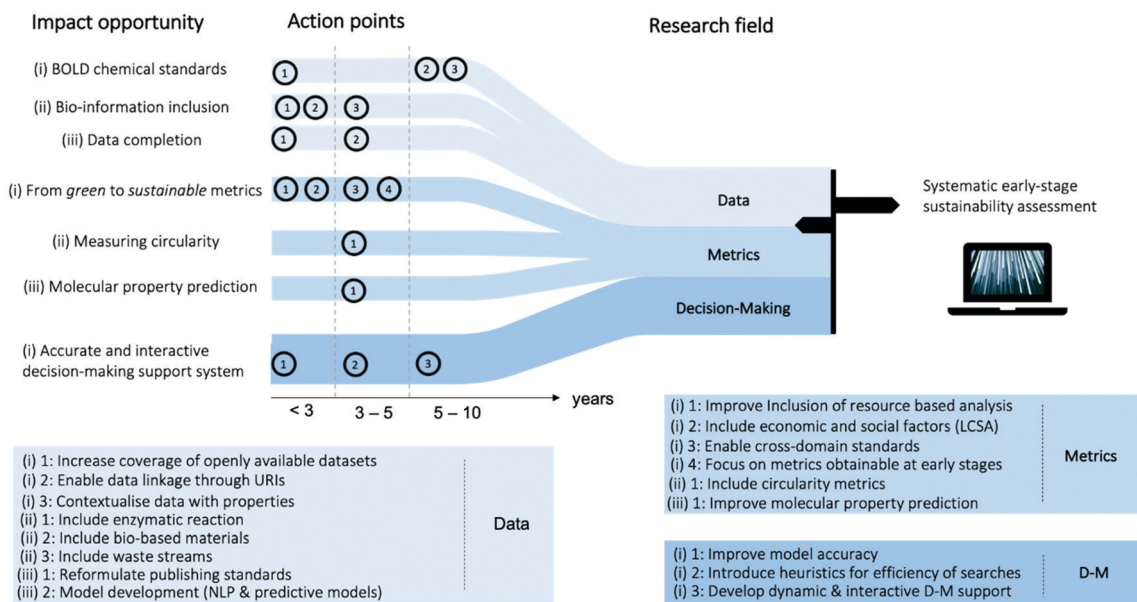 Impact opportunity
Action points
Research field
(i) BOLD chemical standards
1
2
3
(ii) Bio-information inclusion
1
2
3
(iii) Data completion
1
2
(i) From green to sustainable metrics
1
2
3
4
(ii) Measuring circularity
1
(iii) Molecular property prediction
1
(i) Accurate and interactive
decision-making support system
1
2
3
Data
Metrics
Decision-Making
Systematic early-stage
sustainability assessment
years
< 3
3 – 5
5 – 10
(i) 1: Increase coverage of openly available datasets
(i) 2: Enable data linkage through URIs
(i) 3: Contextualise data with properties
(ii) 1: Include enzymatic reaction
(ii) 2: Include bio-based materials
(ii) 3: Include waste streams
(iii) 1: Reformulate publishing standards
(iii) 2: Model development (NLP & predictive models)
Data
(i) 1: Improve Inclusion of resource based analysis
(i) 2: Include economic and social factors (LCSA)
(i) 3: Enable cross-domain standards
(i) 4: Focus on metrics obtainable at early stages
(ii) 1: Include circularity metrics
(iii) 1: Improve molecular property prediction
Metrics
(i) 1: Improve model accuracy
(i) 2: Introduce heuristics for efficiency of searches
(i) 3: Develop dynamic & interactive D-M support
D-M